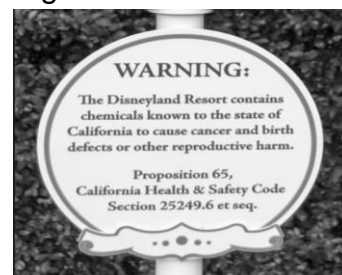 WARNING:
The Disneyland Resort contains
chemicals known to the state of
California to cause cancer and birth
defects or other reproductive harm.
Proposition 65,
California Health & Safety Code
Section 25249.6 et seq.